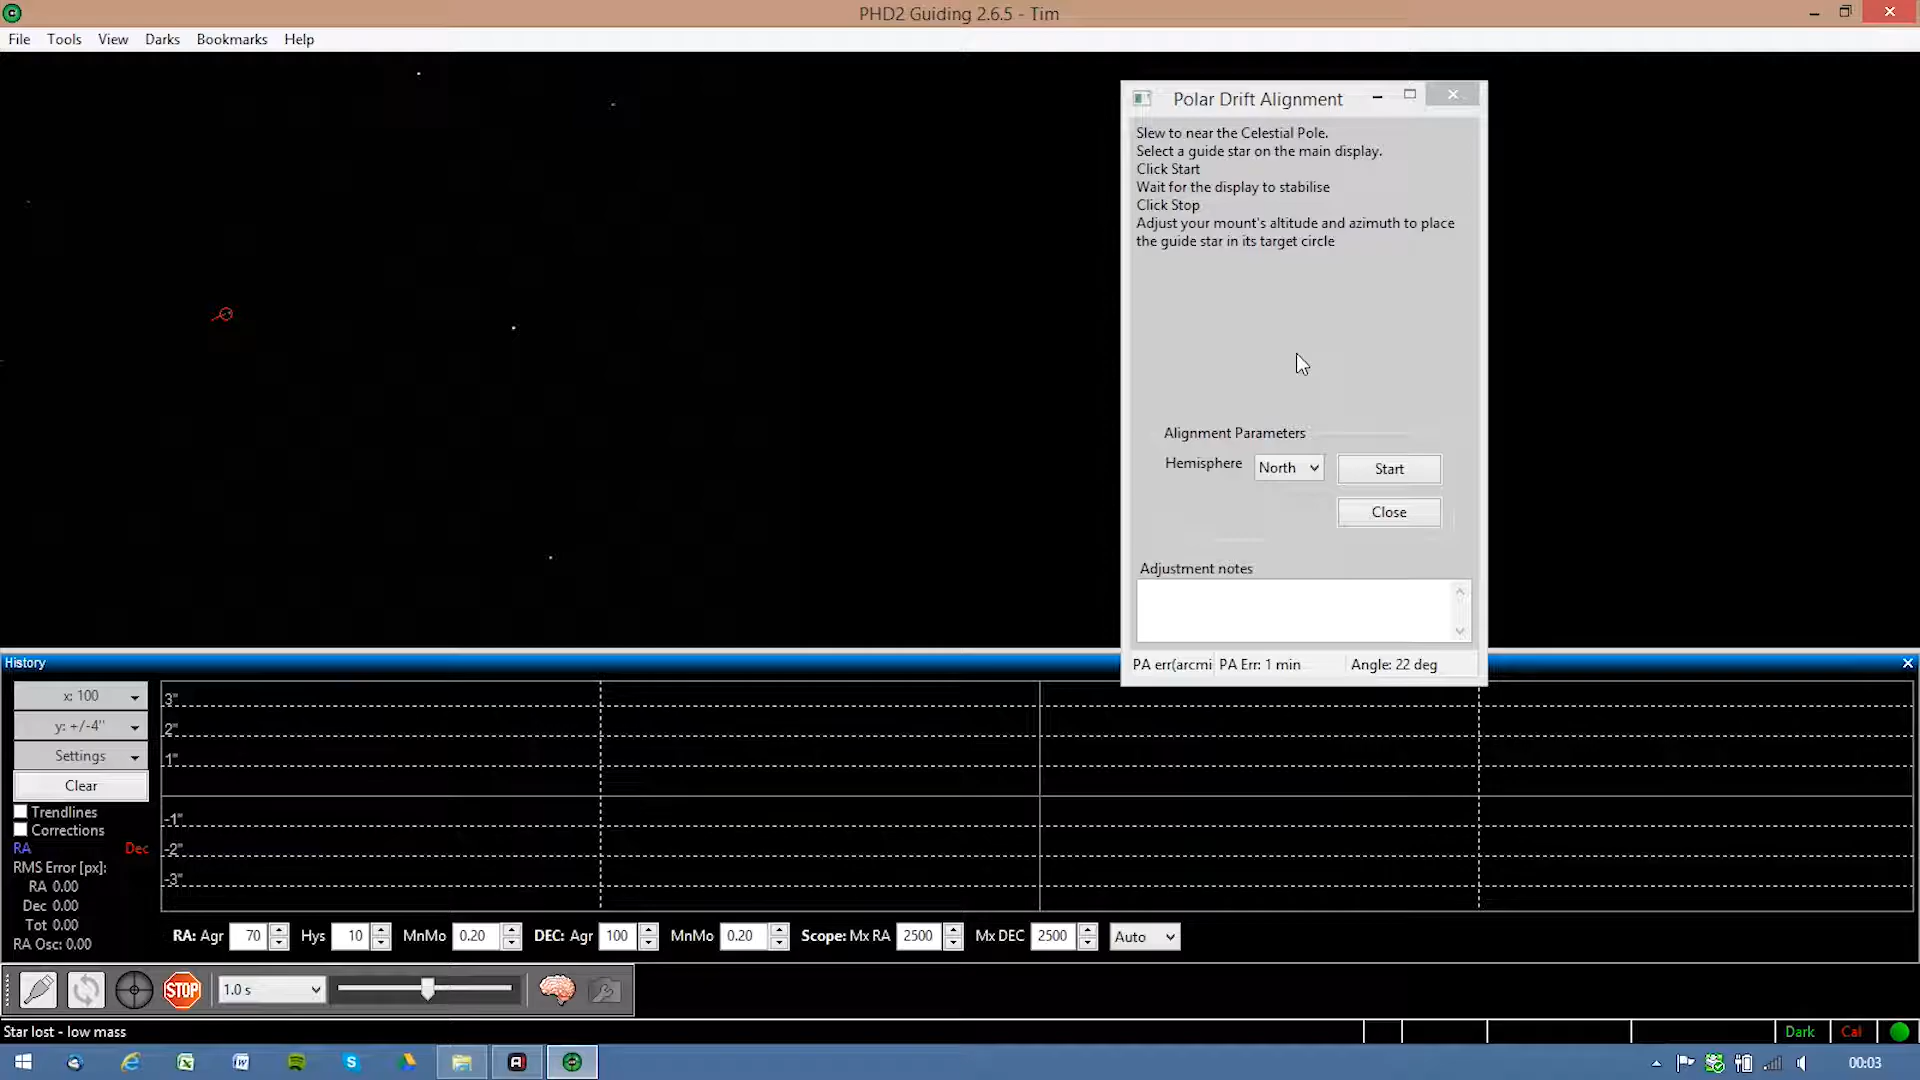 PHD2 Guiding 2.6.5 - Tim
File Tools View Darks Bookmarks Help
Polar Drift Alignment
Slew to near the Celestial Pole.
Select a guide star on the main display.
Click Start
Wait for the display to stabilise
Click Stop
Adjust your mount's altitude and azimuth to place
the guide star in its target circle
Alignment Parameters
Hemisphere North Start
Close
Adjustment notes
PA err(arcmi PA Err: 1 min Angle: 22 deg
History
x: 100
y: +/-4"
Settings
Clear
Trendlines
Corrections
RA Dec
RMS Error [px]:
RA 0.00
Dec 0.00
Tot 0.00
RA Osc: 0.00
3"
2"
1"
-1"
-2"
-3"
RA: Agr 70 Hys 10 MnMo 0.20 DEC: Agr 100 MnMo 0.20 Scope: Mx RA 2500 Mx DEC 2500 Auto
STOP 1.0 s
Star lost - low mass Dark Cal
00:03